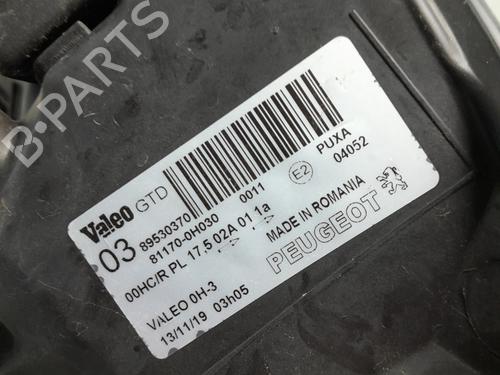 B-PARTS
Valeo GTD
03 89530370 0011 E2 PUXA
81170-0H030 04052
00HC/R PL 17.5 02A 01 1a
MADE IN ROMANIA
PEUGEOT
VALEO 0H-3
13/11/19 03h05